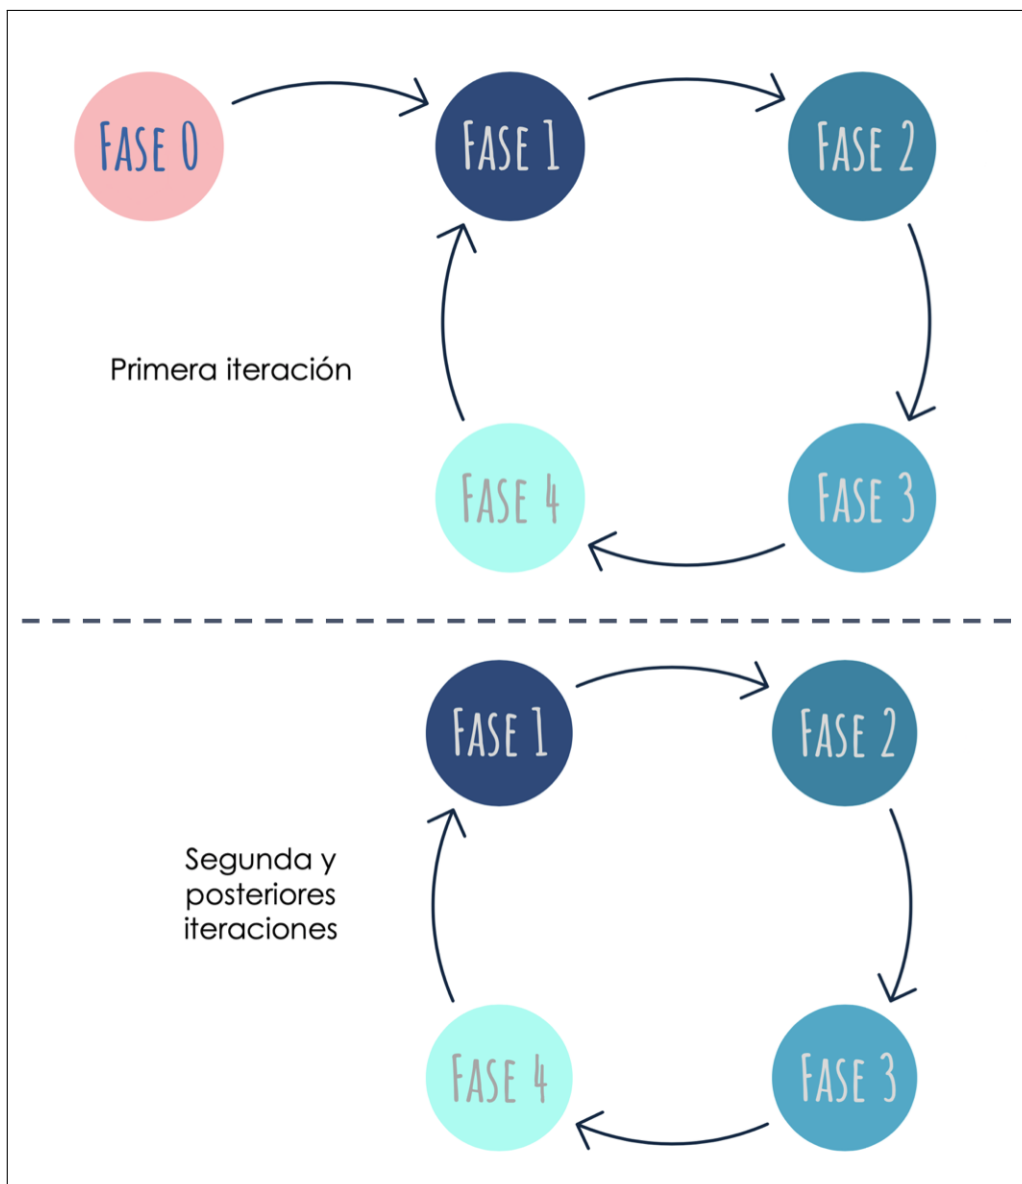 Fase 0
Fase 1
Fase 2
Primera iteración
Fase 4
Fase 3
Fase 1
Fase 2
Segunda y
posteriores
iteraciones
Fase 4
Fase 3